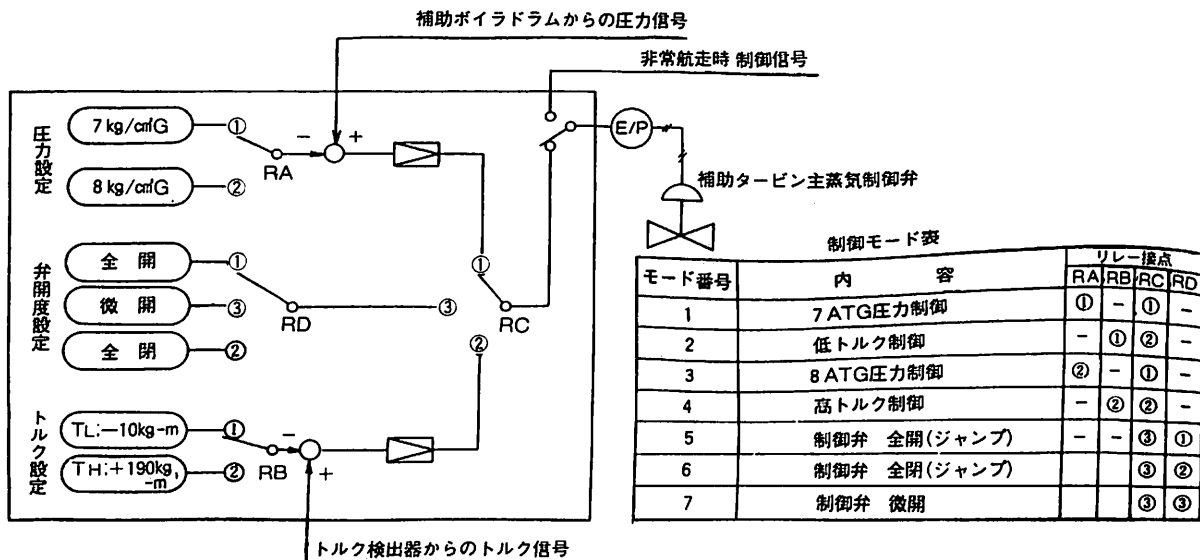 補助ボイラドラムからの圧力信号
非常航走時 制御信号
圧力設定
7kg/c㎡G
①
RA
− +
8kg/c㎡G
②
E/P
補助タービン主蒸気制御弁
弁開度設定
全開
①
微開
③
RD
③
全閉
②
①
RC
②
トルク設定
TL:−10kg-m
①
TH:+190kg,
-m
②
RB
−
+
トルク検出器からのトルク信号
制御モード表
モード番号 内容 リレー接点
RA RB RC RD
1 7ATG圧力制御 ① − ① −
2 低トルク制御 − ① ② −
3 8ATG圧力制御 ② − ① −
4 高トルク制御 − ② ② −
5 制御弁 全開(ジャンプ) − − ③ ①
6 制御弁 全閉(ジャンプ) ③ ②
7 制御弁 微開 ③ ③